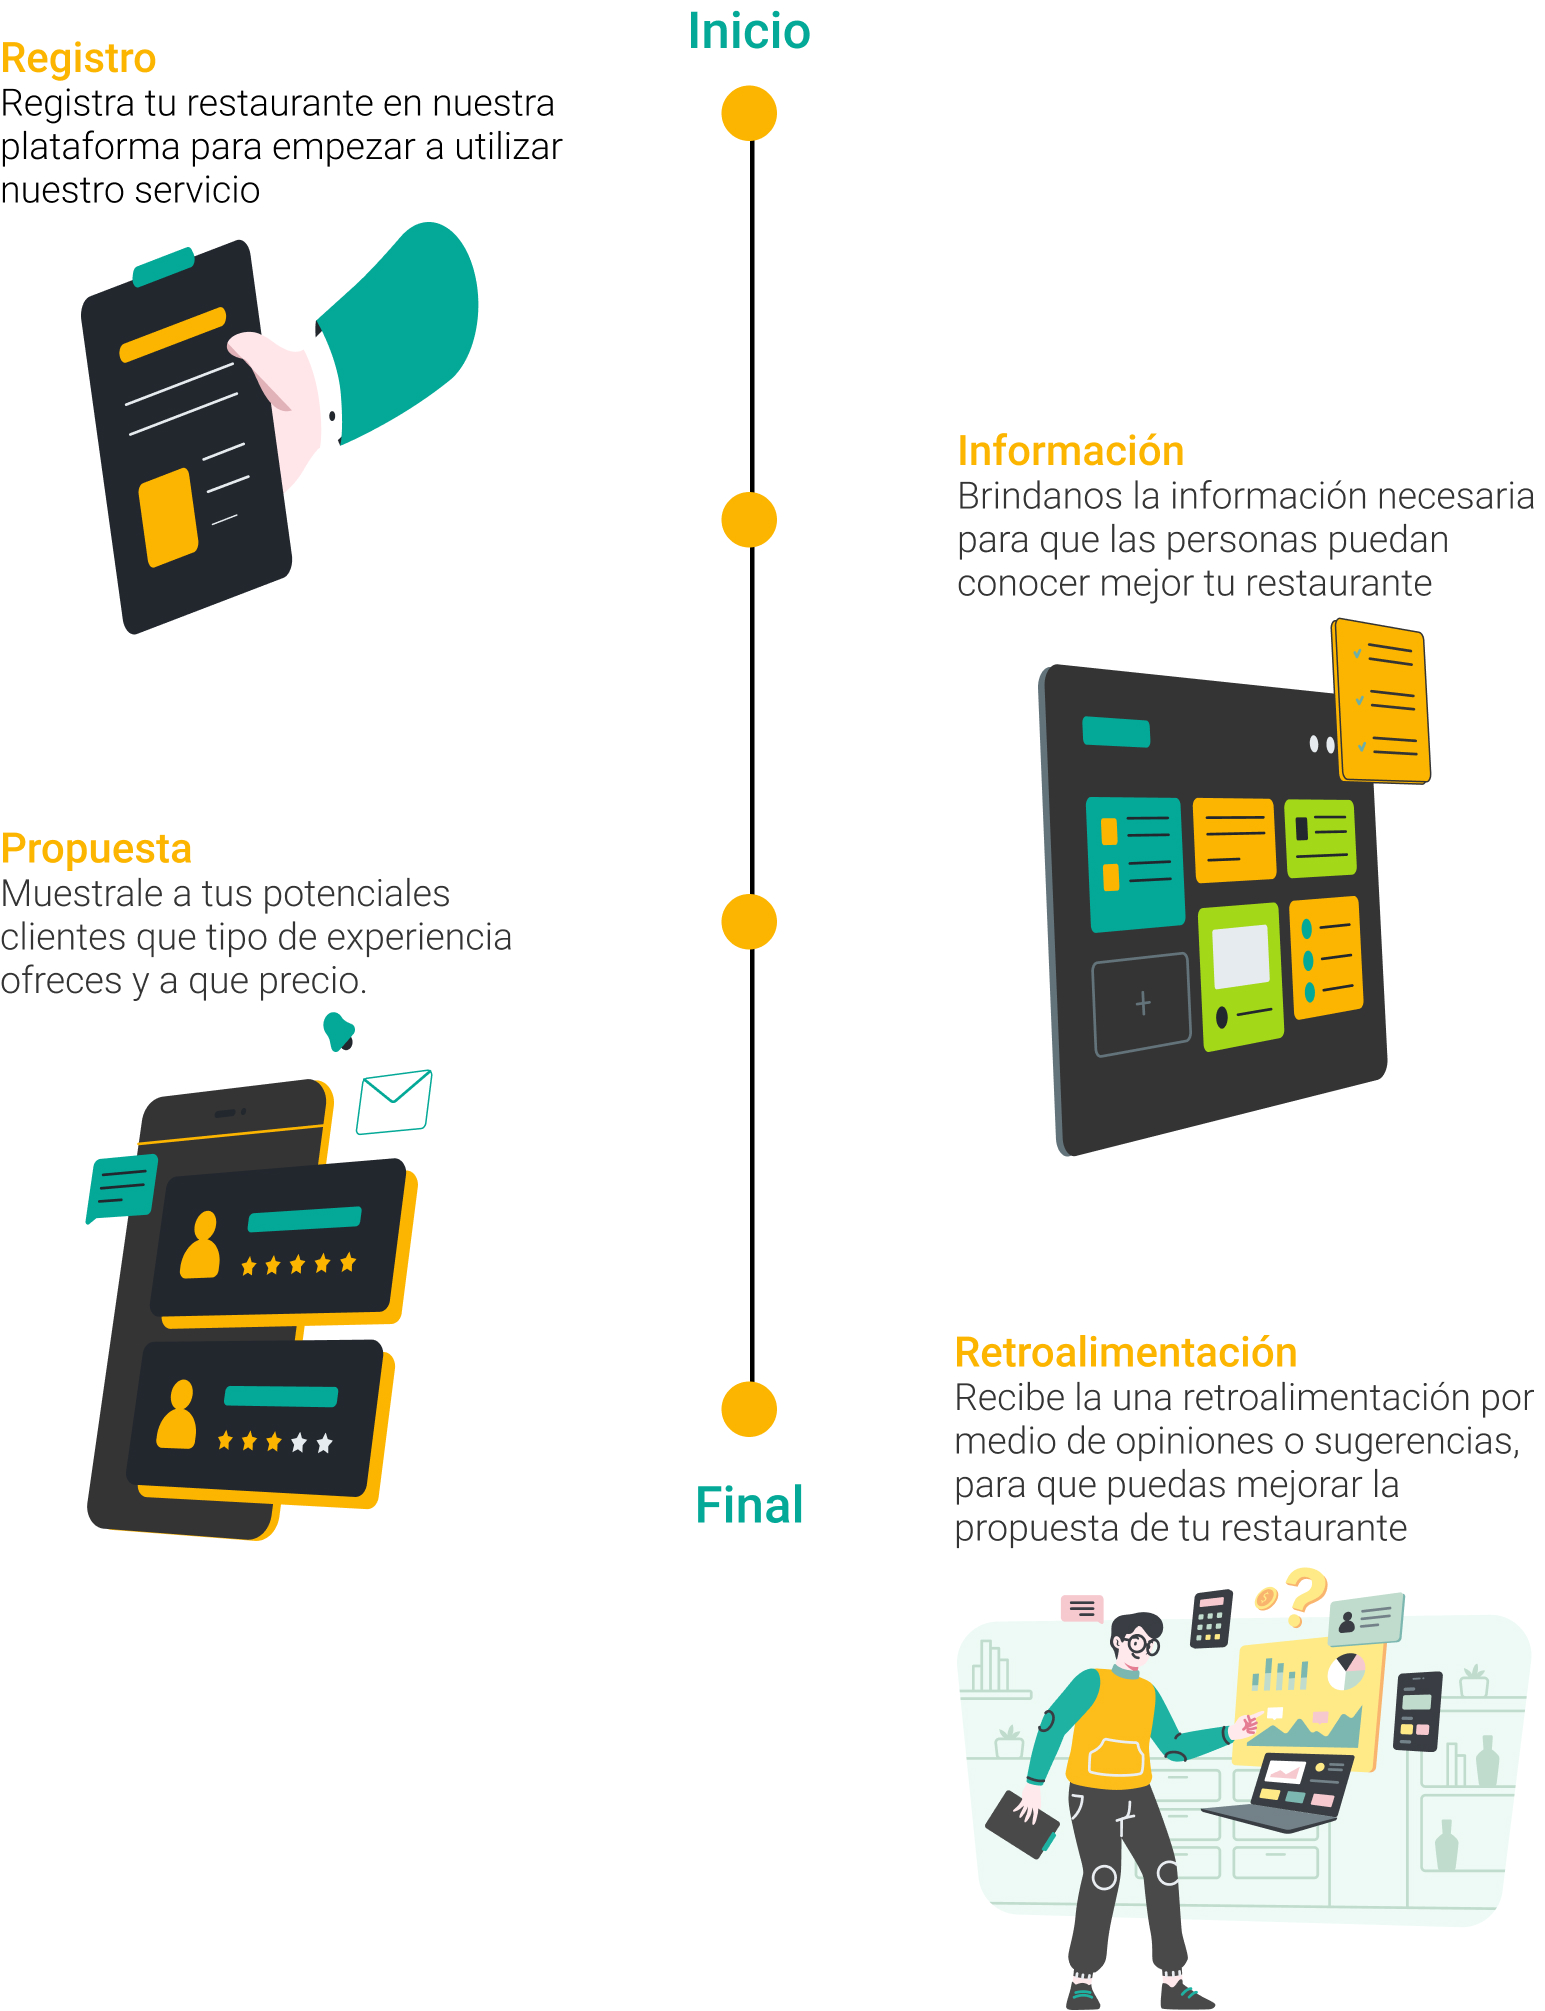 Inicio
Registro
Registra tu restaurante en nuestra
plataforma para empezar a utilizar
nuestro servicio
Información
Brindanos la información necesaria
para que las personas puedan
conocer mejor tu restaurante
Propuesta
Muestrale a tus potenciales
clientes que tipo de experiencia
ofreces y a que precio.
Retroalimentación
Recibe la una retroalimentación por
medio de opiniones o sugerencias,
para que puedas mejorar la
propuesta de tu restaurante
Final